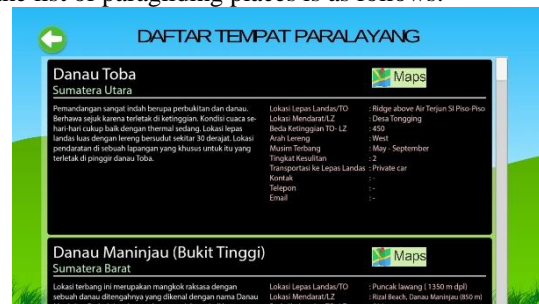 the list of paragliding places is as follows.
DAFTAR TEMPAT PARALAYANG
Danau Toba
Sumatera Utara
Maps
Pemandangan sangat indah berupa perbukitan dan danau.
Berhawa sejuk karena terletak di ketinggian. Kondisi cuaca se-
hari-hari cukup baik dengan thermal sedang. Lokasi lepas
landas luas dengan lereng bersudut sekitar 30 derajat. Lokasi
pendaratan di sebuah lapangan yang khusus untuk itu yang
terletak di pinggir danau Toba.
Lokasi Lepas Landas/TO : Ridge above Air Terjun SI Piso-Piso
Lokasi Mendarat/LZ : Desa Tongging
Beda Ketinggian TO- LZ : 450
Arah Lereng : West
Musim Terbang : May - September
Tingkat Kesulitan : 2
Transportasi ke Lepas Landas : Private car
Kontak : -
Telepon : -
Email : -
Danau Maninjau (Bukit Tinggi)
Sumatera Barat
Maps
Lokasi terbang ini merupakan mangkok raksasa dengan
sebuah danau ditengahnya yang dikenal dengan nama Danau
Lokasi Lepas Landas/TO : Puncak lawang ( 1350 m dpl)
Lokasi Mendarat/LZ : Rizal Beach, Danau Maninjau (850 m)